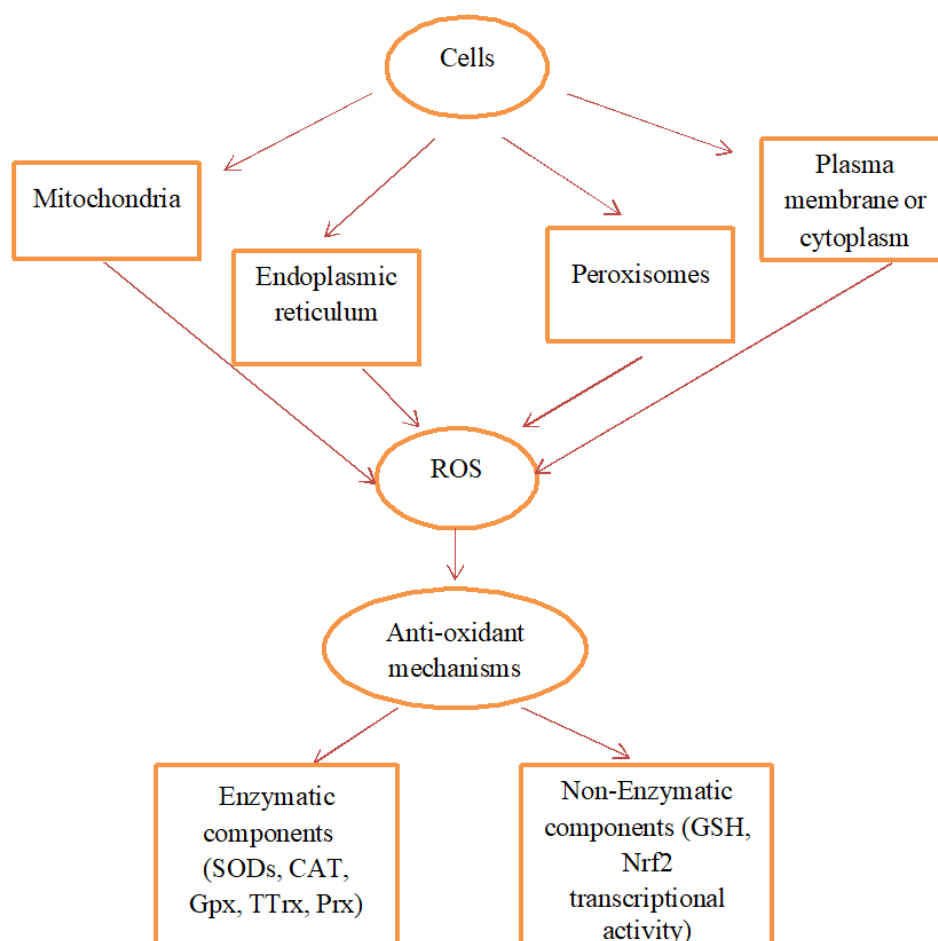 Cells
Mitochondria
Endoplasmic
reticulum
Peroxisomes
Plasma
membrane or
cytoplasm
ROS
Anti-oxidant
mechanisms
Enzymatic
components
(SODs, CAT,
Gpx, TTrx, Prx)
Non-Enzymatic
components (GSH,
Nrf2
transcriptional
activity)